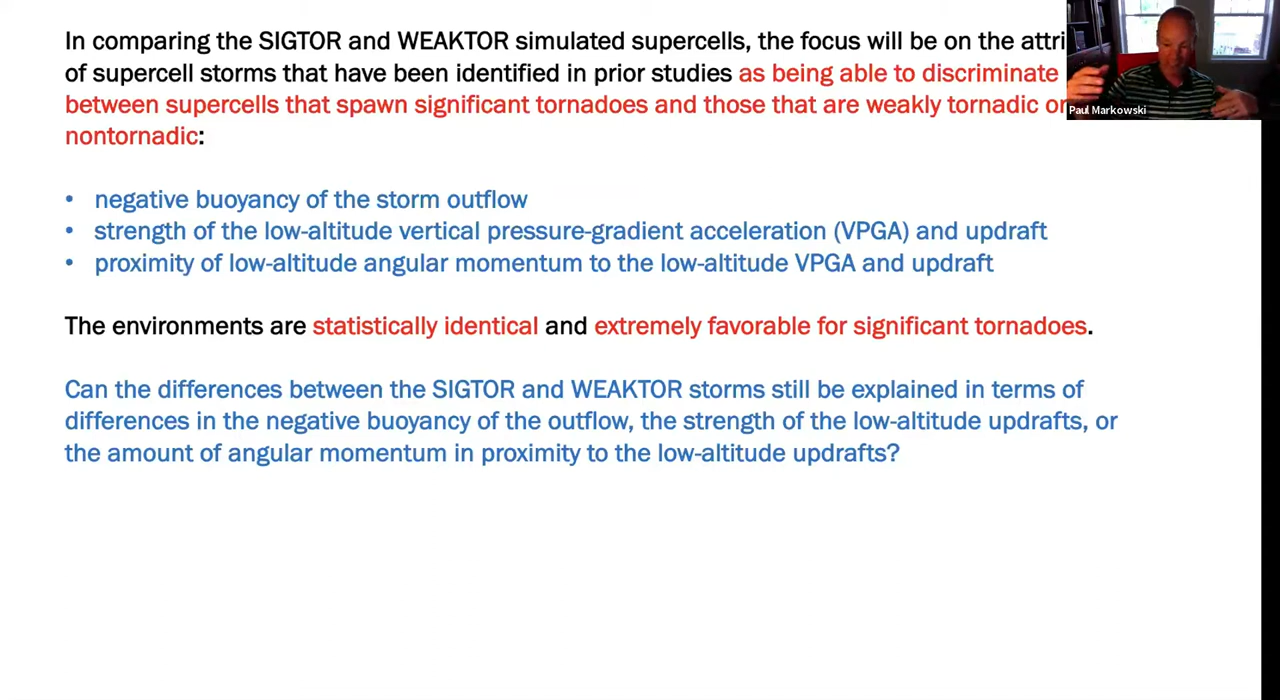 In comparing the SIGTOR and WEAKTOR simulated supercells, the focus will be on the
of supercell storms that have been identified in prior studies as being able to discriminate
between supercells that spawn significant tornadoes and those that are weakly tornadic or
nontornadic:
• negative buoyancy of the storm outflow
• strength of the low-altitude vertical pressure-gradient acceleration (VPGA) and updraft
• proximity of low-altitude angular momentum to the low-altitude VPGA and updraft
The environments are statistically identical and extremely favorable for significant tornadoes.
Can the differences between the SIGTOR and WEAKTOR storms still be explained in terms of
differences in the negative buoyancy of the outflow, the strength of the low-altitude updrafts, or
the amount of angular momentum in proximity to the low-altitude updrafts?
Paul Markowski